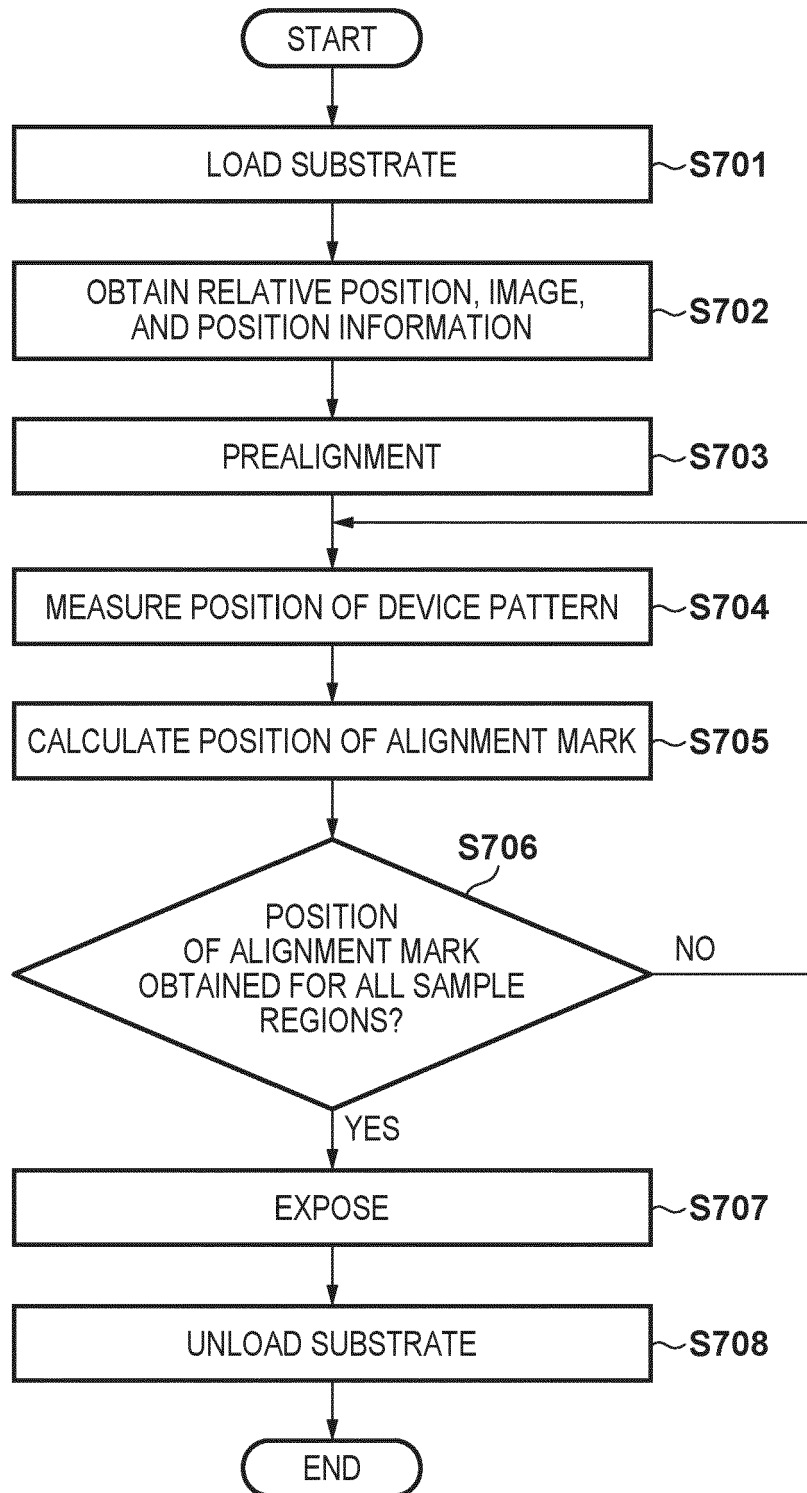 START
LOAD SUBSTRATE
S701
OBTAIN RELATIVE POSITION, IMAGE,
AND POSITION INFORMATION
S702
PREALIGNMENT
S703
MEASURE POSITION OF DEVICE PATTERN
S704
CALCULATE POSITION OF ALIGNMENT MARK
S705
S706
POSITION
OF ALIGNMENT MARK
OBTAINED FOR ALL SAMPLE
REGIONS?
NO
YES
EXPOSE
S707
UNLOAD SUBSTRATE
S708
END